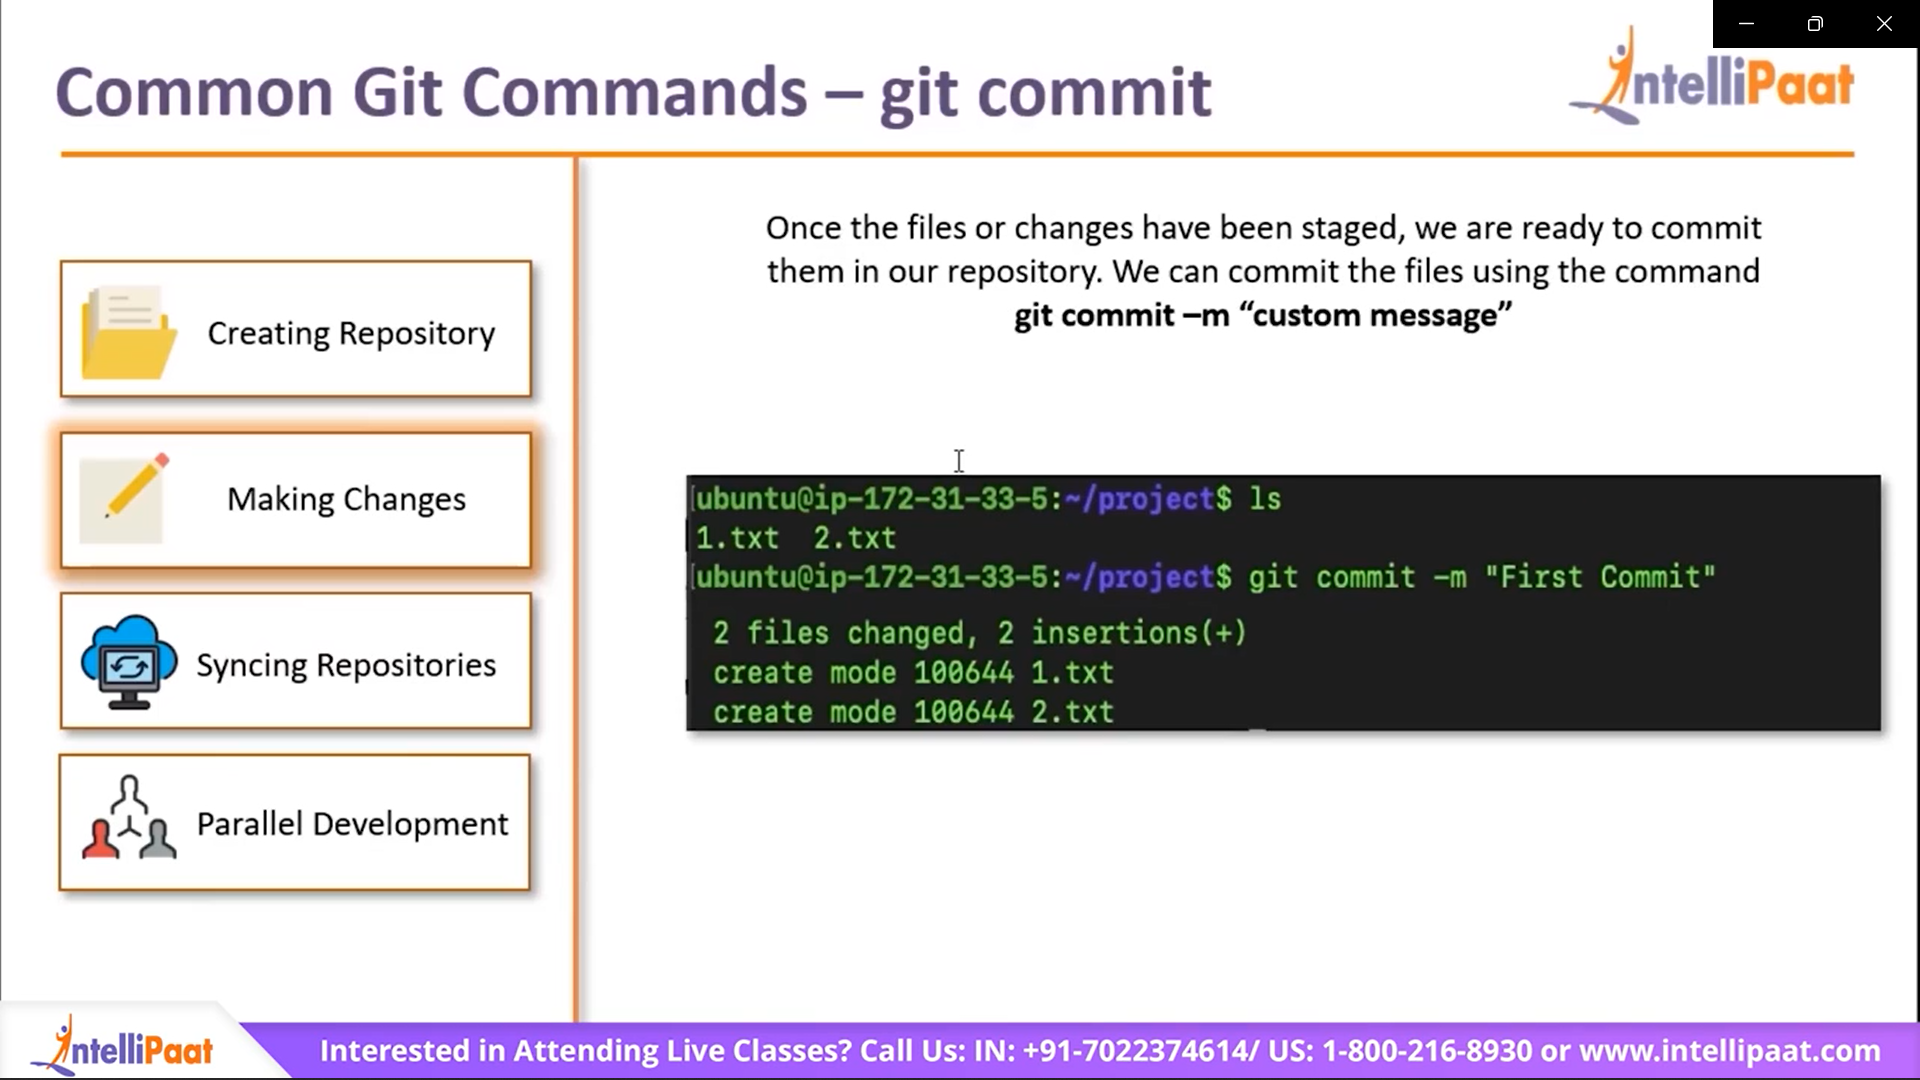 Common Git Commands – git commit
IntelliPaat
Creating Repository
Making Changes
Syncing Repositories
Parallel Development
Once the files or changes have been staged, we are ready to commit
them in our repository. We can commit the files using the command
git commit –m “custom message”
[ubuntu@ip-172-31-33-5:~/project$ ls
1.txt  2.txt
[ubuntu@ip-172-31-33-5:~/project$ git commit -m "First Commit"
2 files changed, 2 insertions(+)
create mode 100644 1.txt
create mode 100644 2.txt
IntelliPaat
Interested in Attending Live Classes? Call Us: IN: +91-7022374614/ US: 1-800-216-8930 or www.intellipaat.com